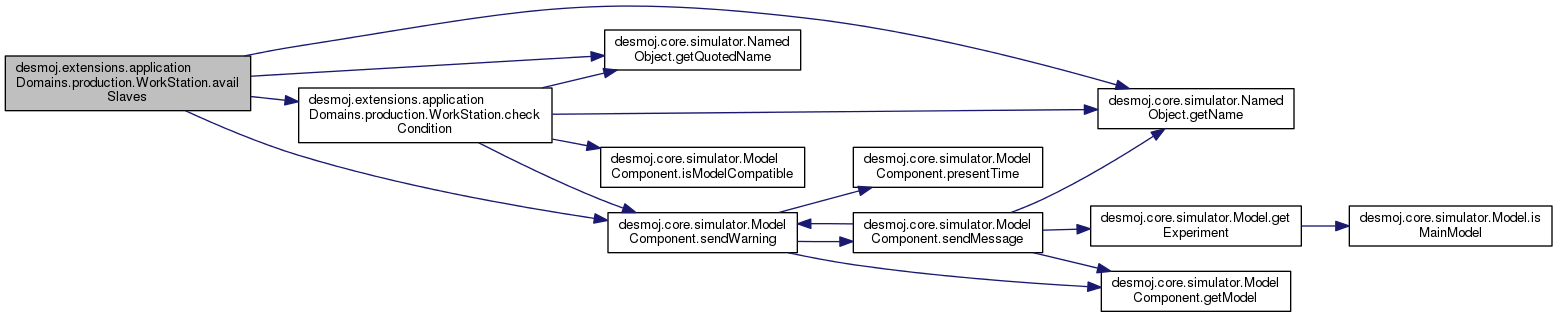 desmoj.extensions.application
Domains.production.WorkStation.avail
Slaves
desmoj.extensions.application
Domains.production.WorkStation.check
Condition
desmoj.core.simulator.Named
Object.getQuotedName
desmoj.core.simulator.Model
Component.isModelCompatible
desmoj.core.simulator.Model
Component.sendWarning
desmoj.core.simulator.Model
Component.presentTime
desmoj.core.simulator.Model
Component.sendMessage
desmoj.core.simulator.Named
Object.getName
desmoj.core.simulator.Model.get
Experiment
desmoj.core.simulator.Model
Component.getModel
desmoj.core.simulator.Model.is
MainModel